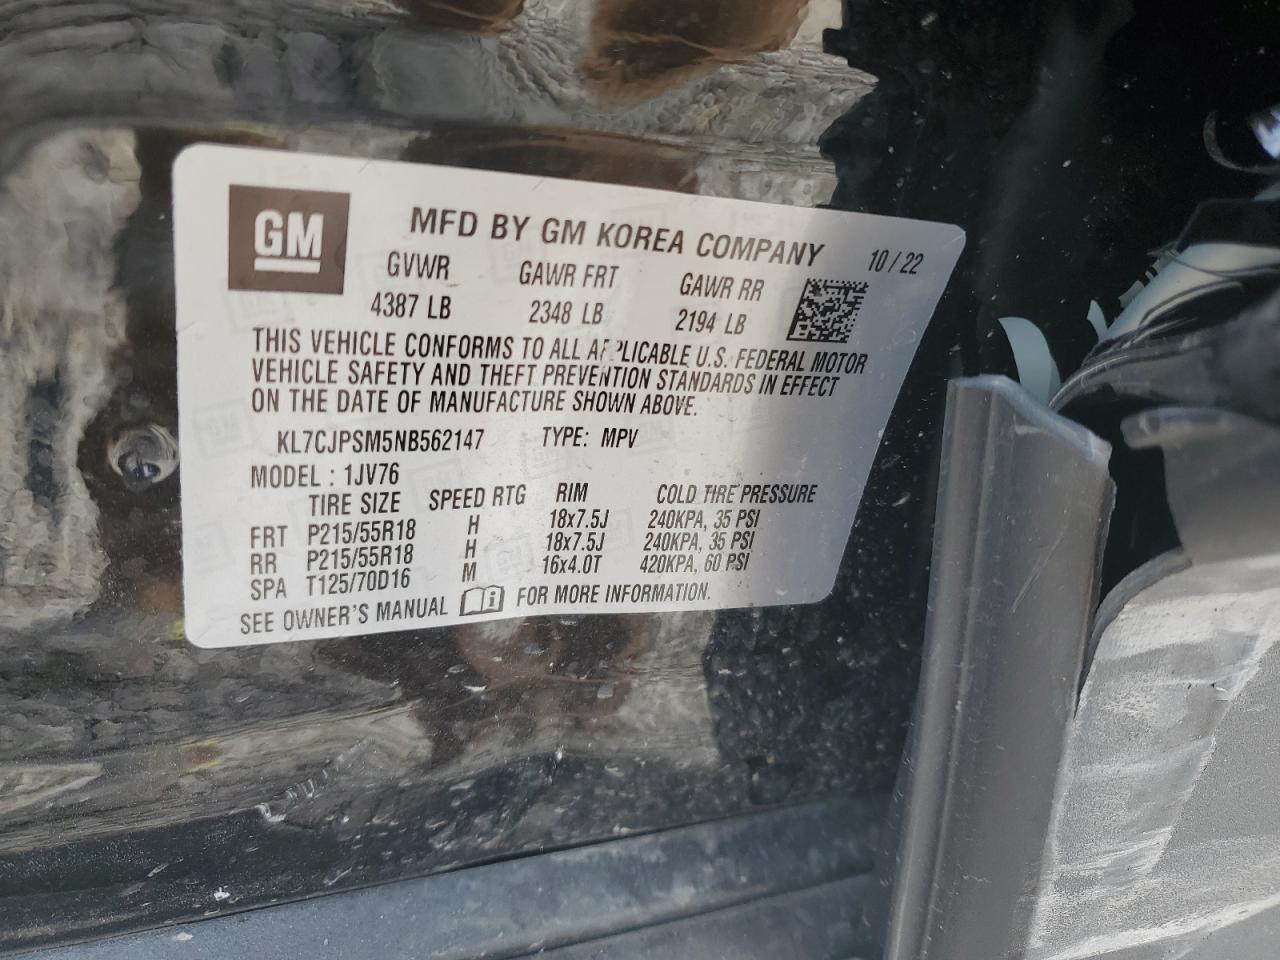 GM
MFD BY GM KOREA COMPANY 10 / 22
GVWR GAWR FRT GAWR RR
4387 LB 2348 LB 2194 LB
THIS VEHICLE CONFORMS TO ALL APPLICABLE U.S. FEDERAL MOTOR
VEHICLE SAFETY AND THEFT PREVENTION STANDARDS IN EFFECT
ON THE DATE OF MANUFACTURE SHOWN ABOVE.
KL7CJPSM5NB562147 TYPE: MPV
MODEL : 1JV76
TIRE SIZE SPEED RTG RIM COLD TIRE PRESSURE
FRT P215/55R18 H 18x7.5J 240KPA, 35 PSI
RR P215/55R18 H 18x7.5J 240KPA, 35 PSI
SPA T125/70D16 M 16x4.0T 420KPA, 60 PSI
SEE OWNER'S MANUAL FOR MORE INFORMATION.